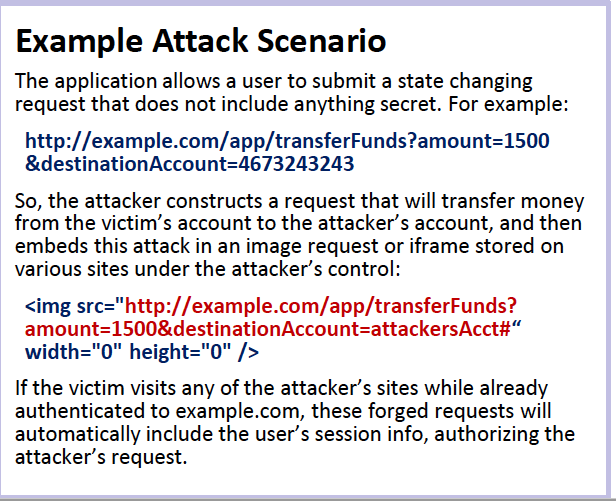 Example Attack Scenario
The application allows a user to submit a state changing
request that does not include anything secret. For example:
http://example.com/app/transferFunds?amount=1500
&destinationAccount=4673243243
So, the attacker constructs a request that will transfer money
from the victim’s account to the attacker’s account, and then
embeds this attack in an image request or iframe stored on
various sites under the attacker’s control:
<img src="http://example.com/app/transferFunds?
amount=1500&destinationAccount=attackersAcct#“
width="0" height="0" />
If the victim visits any of the attacker’s sites while already
authenticated to example.com, these forged requests will
automatically include the user’s session info, authorizing the
attacker’s request.